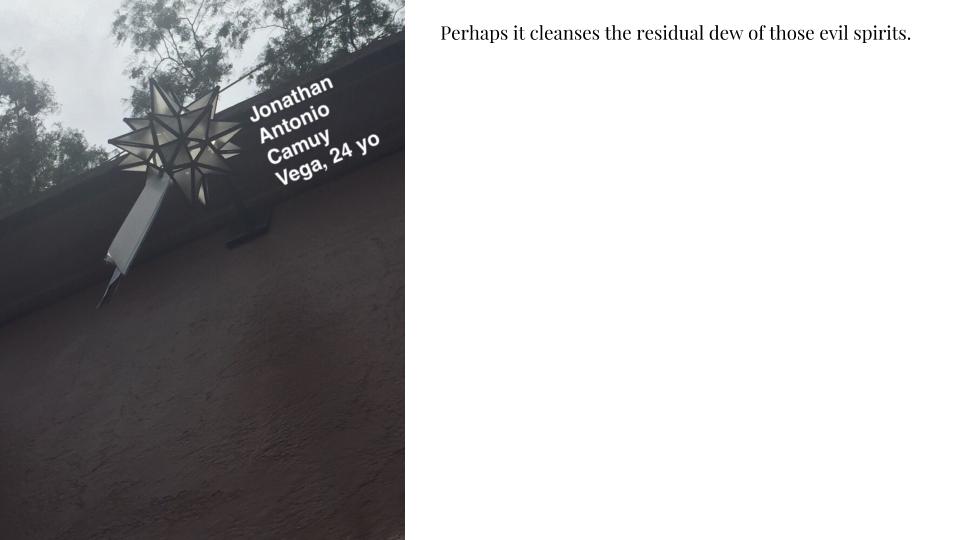 Jonathan
Antonio
Camuy
Vega, 24 yo
Perhaps it cleanses the residual dew of those evil spirits.